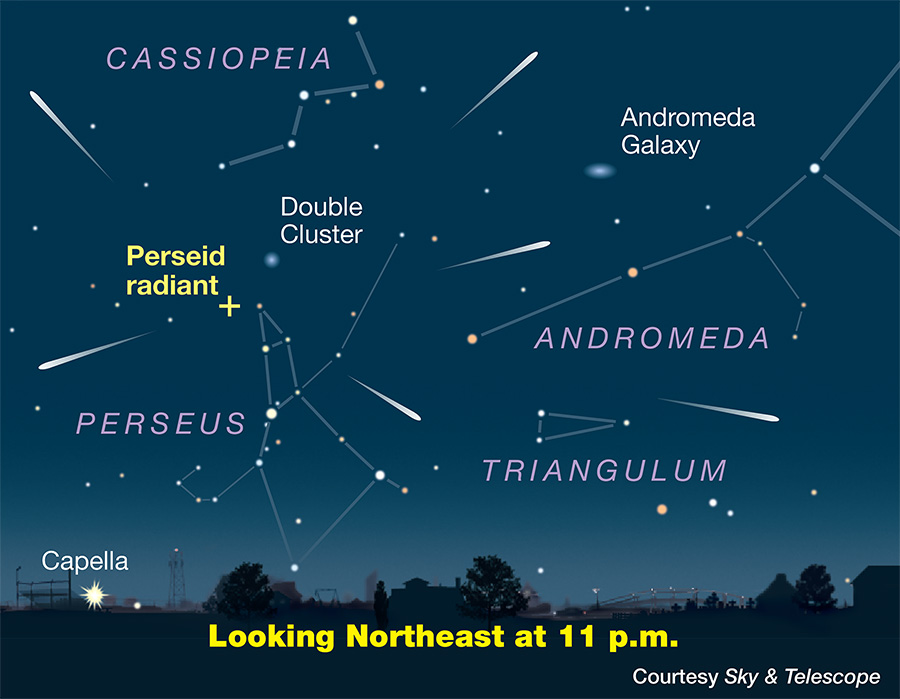 CASSIOPEIA
Andromeda
Galaxy
Double
Cluster
Perseid
radiant
ANDROMEDA
PERSEUS
TRIANGULUM
Capella
Looking Northeast at 11 p.m.
Courtesy Sky & Telescope